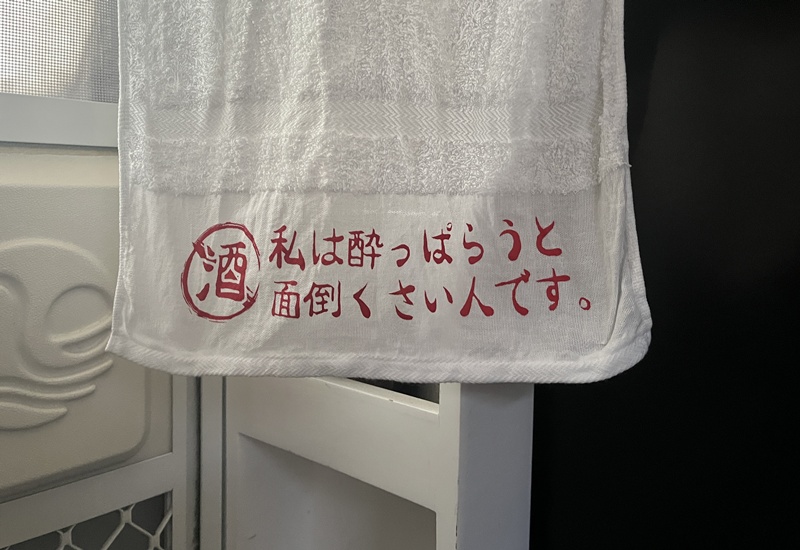 酒
私は酔っぱらうと
面倒くさい人です。